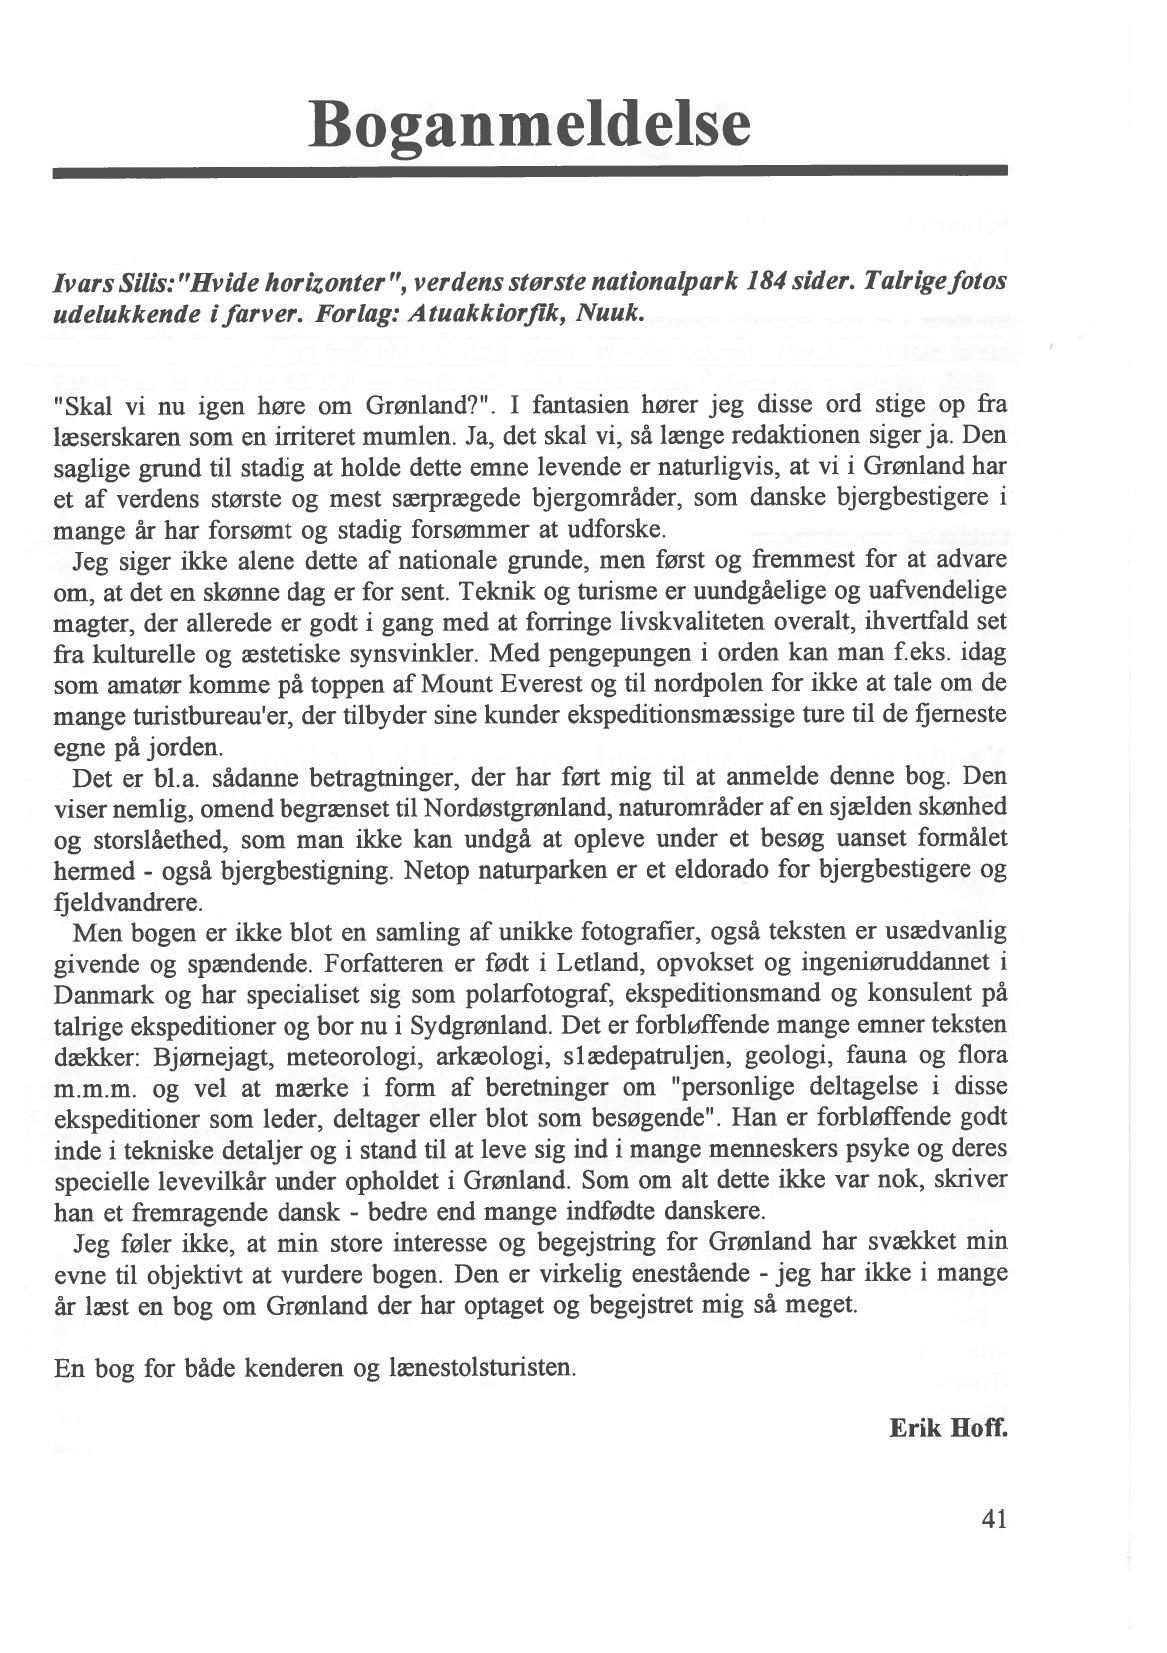 Boganmeldelse
Ivars Silis: "Hvide horizonter", verdens største nationalpark 184 sider. Talrige fotos
udelukkende i farver. Forlag: Atuakkiorfik, Nuuk.
"Skal vi nu igen høre om Grønland?". I fantasien hører jeg disse ord stige op fra
læserskaren som en irriteret mumlen. Ja, det skal vi, så længe redaktionen siger ja. Den
saglige grund til stadig at holde dette emne levende er naturligvis, at vi i Grønland har
et af verdens største og mest særprægede bjergområder, som danske bjergbestigere i
mange år har forsømt og stadig forsømmer at udforske.
Jeg siger ikke alene dette af nationale grunde, men først og fremmest for at advare
om, at det en skønne dag er for sent. Teknik og turisme er uundgåelige og uafvendelige
magter, der allerede er godt i gang med at forringe livskvaliteten overalt, ihvertfald set
fra kulturelle og æstetiske synsvinkler. Med pengepungen i orden kan man f.eks. idag
som amatør komme på toppen af Mount Everest og til nordpolen for ikke at tale om de
mange turistbureau'er, der tilbyder sine kunder ekspeditionsmæssige ture til de fjerneste
egne på jorden.
Det er bl.a. sådanne betragtninger, der har ført mig til at anmelde denne bog. Den
viser nemlig, omend begrænset til Nordøstgrønland, naturområder af en sjælden skønhed
og storslåethed, som man ikke kan undgå at opleve under et besøg uanset formålet
hermed - også bjergbestigning. Netop naturparken er et eldorado for bjergbestigere og
fjeldvandrere.
Men bogen er ikke blot en samling af unikke fotografier, også teksten er usædvanlig
givende og spændende. Forfatteren er født i Letland, opvokset og ingeniøruddannet i
Danmark og har specialiset sig som polarfotograf, ekspeditionsmand og konsulent på
talrige ekspeditioner og bor nu i Sydgrønland. Det er forbløffende mange emner teksten
dækker: Bjørnejagt, meteorologi, arkæologi, slædepatruljen, geologi, fauna og flora
m.m.m. og vel at mærke i form af beretninger om "personlige deltagelse i disse
ekspeditioner som leder, deltager eller blot som besøgende". Han er forbløffende godt
inde i tekniske detaljer og i stand til at leve sig ind i mange menneskers psyke og deres
specielle levevilkår under opholdet i Grønland. Som om alt dette ikke var nok, skriver
han et fremragende dansk - bedre end mange indfødte danskere.
Jeg føler ikke, at min store interesse og begejstring for Grønland har svækket min
evne til objektivt at vurdere bogen. Den er virkelig enestående - jeg har ikke i mange
år læst en bog om Grønland der har optaget og begejstret mig så meget.
En bog for både kenderen og lænestolsturisten.
Erik Hoff.
41